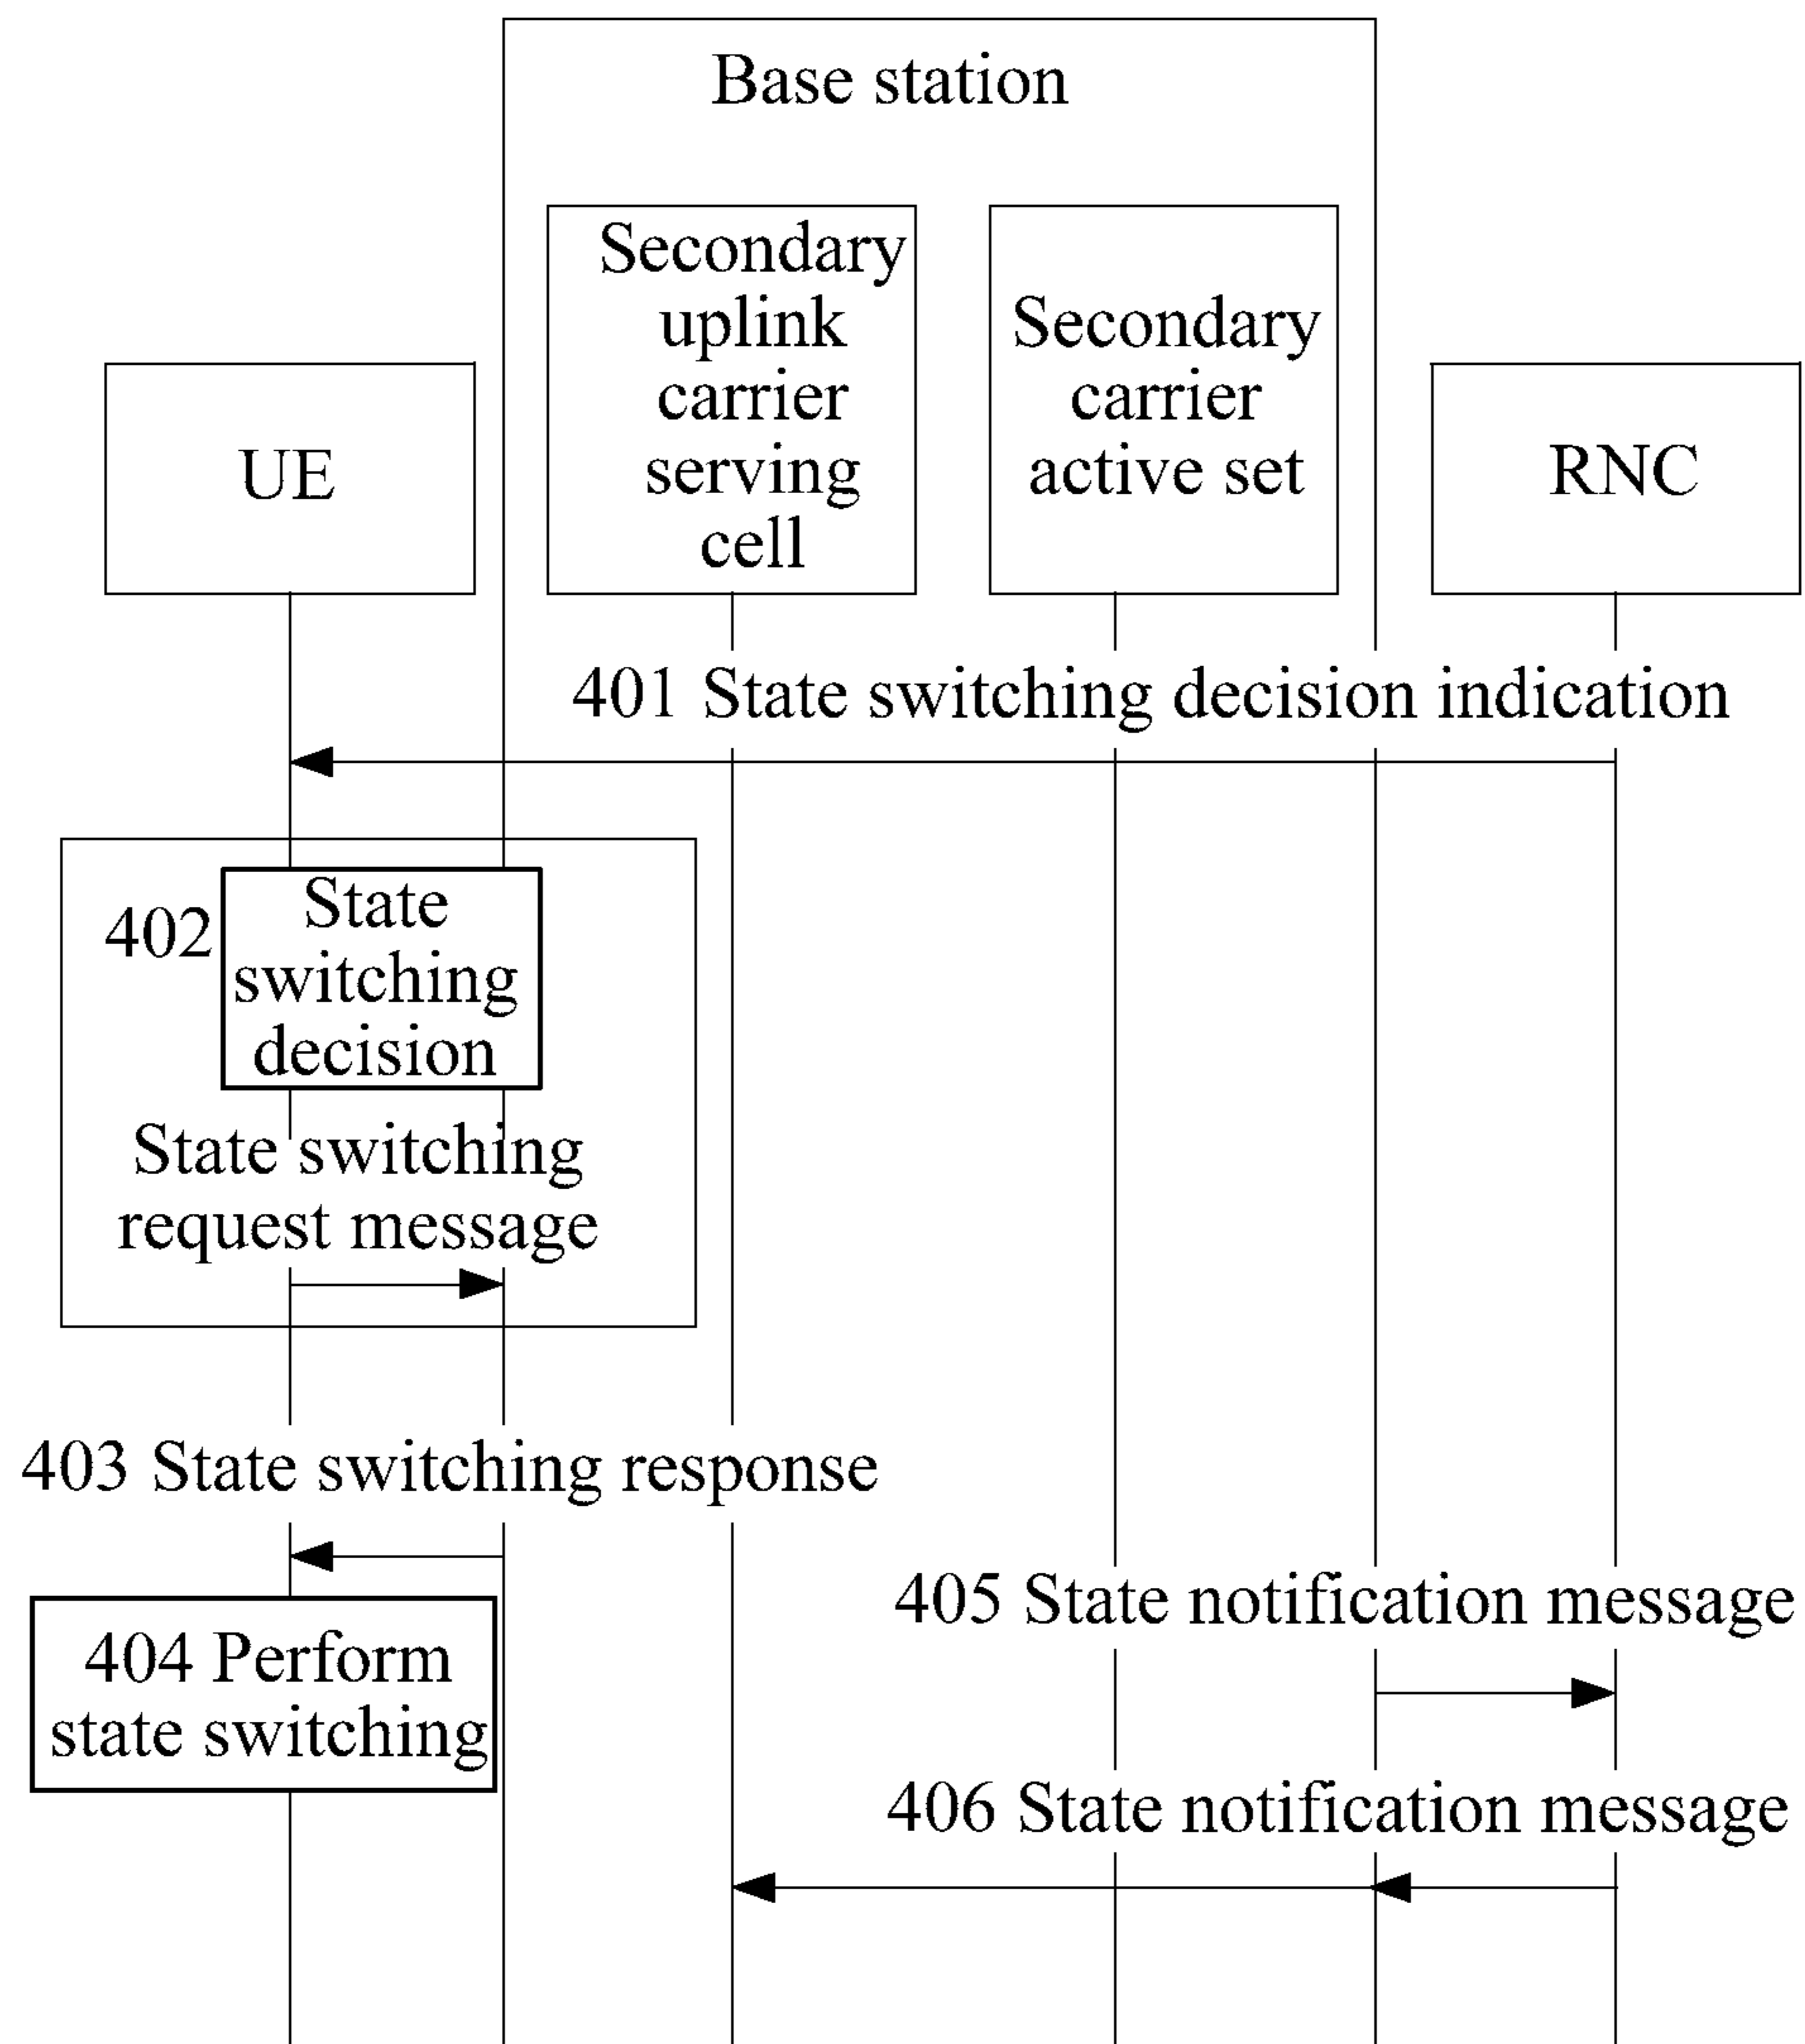 Base station
Secondary
uplink
carrier
serving
cell
Secondary
carrier
active set
UE
RNC
401 State switching decision indication
402
State
switching
decision
State switching
request message
403 State switching response
404 Perform
state switching
405 State notification message
406 State notification message